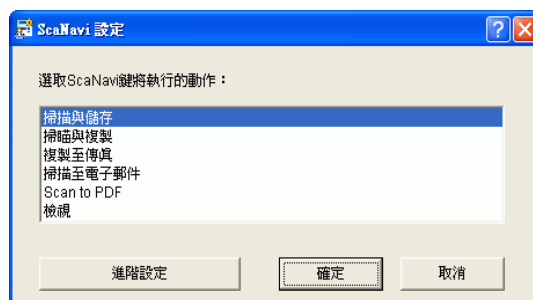 ScaNavi 設定
選取ScaNavi鍵將執行的動作：
掃描與儲存
掃瞄與複製
複製至傳真
掃描至電子郵件
Scan to PDF
檢視
進階設定 確定 取消